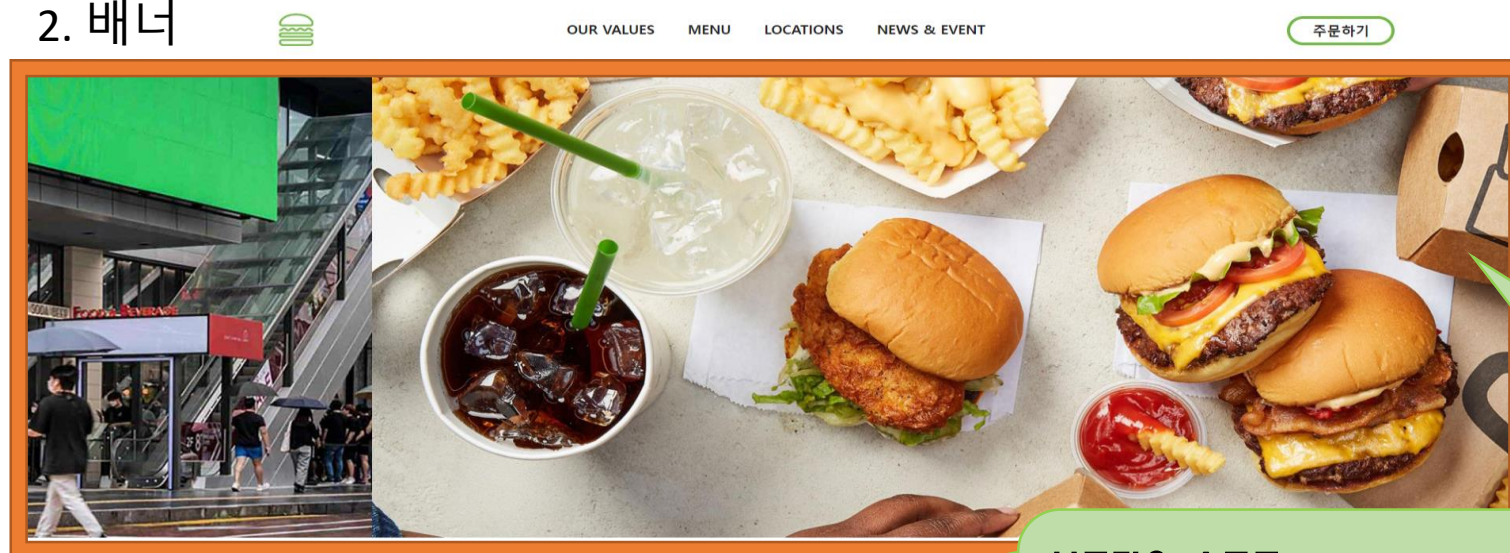 2. 배너
OUR VALUES MENU LOCATIONS NEWS & EVENT
주문하기
FOOD & BEVERAGE